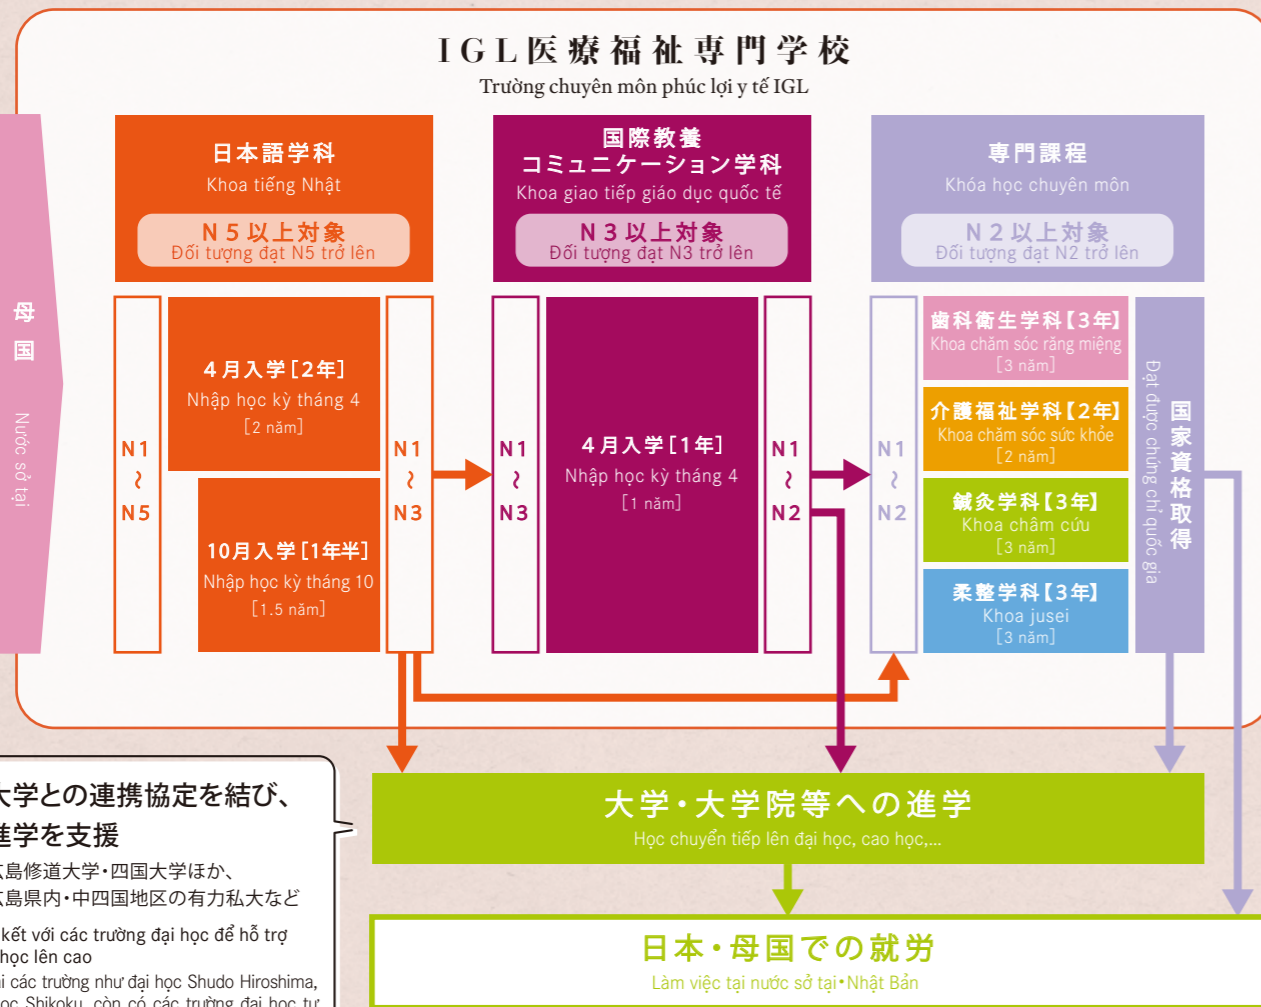 IGL医療福祉専門学校
Trường chuyên môn phúc lợi y tế IGL
母国
Nước sở tại
日本語学科
Khoa tiếng Nhật
N5以上対象
Đối tượng đạt N5 trở lên
N1
~
N5
4月入学[2年]
Nhập học kỳ tháng 4
[2 năm]
10月入学[1年半]
Nhập học kỳ tháng 10
[1.5 năm]
N1
~
N3
国際教養
コミュニケーション学科
Khoa giao tiếp giáo dục quốc tế
N3以上対象
Đối tượng đạt N3 trở lên
N1
~
N3
4月入学[1年]
Nhập học kỳ tháng 4
[1 năm]
N1
~
N2
専門課程
Khóa học chuyên môn
N2以上対象
Đối tượng đạt N2 trở lên
N1
~
N2
歯科衛生学科【3年】
Khoa chăm sóc răng miệng
[3 năm]
介護福祉学科【2年】
Khoa chăm sóc sức khỏe
[2 năm]
鍼灸学科【3年】
Khoa châm cứu
[3 năm]
柔整学科【3年】
Khoa jusei
[3 năm]
国家資格取得
Đạt được chứng chỉ quốc gia
大学・大学院等への進学
Học chuyển tiếp lên đại học, cao học,...
日本・母国での就労
Làm việc tại nước sở tại・Nhật Bản
大学との連携協定を結び、
進学を支援
広島修道大学・四国大学ほか、
広島県内・中四国地区の有力私大など
kết với các trường đại học để hỗ trợ
học lên cao
ại các trường như đại học Shudo Hiroshima,
học Shikoku, còn có các trường đại học tư